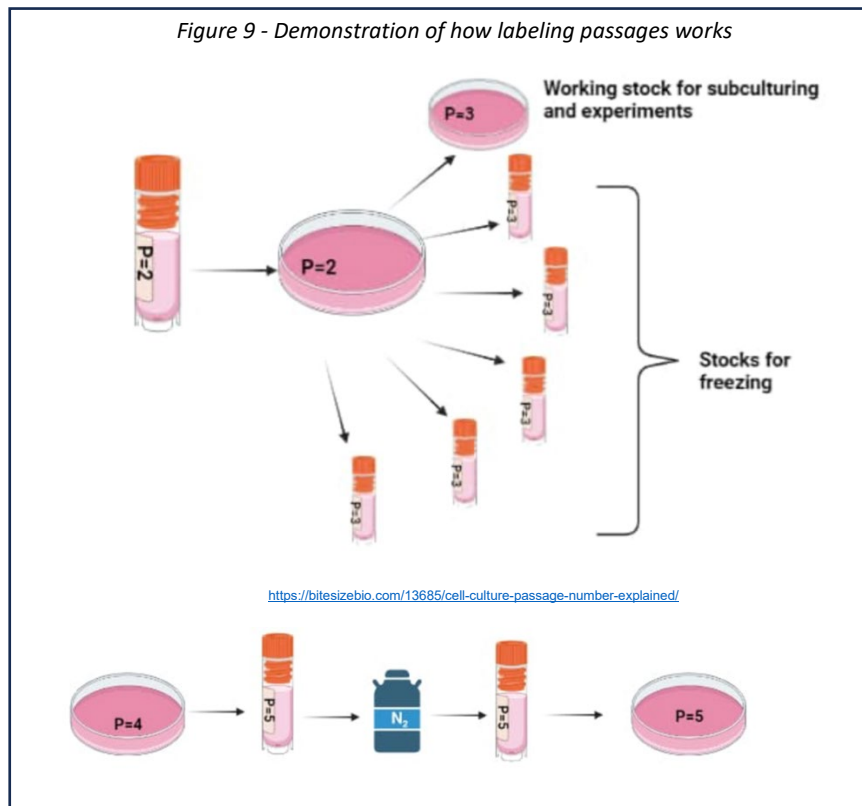 Figure 9 - Demonstration of how labeling passages works
P=3
Working stock for subculturing
and experiments
P=2
P=2
P=3
P=3
P=3
P=3
P=3
Stocks for
freezing
https://bitesizebio.com/13685/cell-culture-passage-number-explained/
P=4
P=5
N₂
P=5
P=5